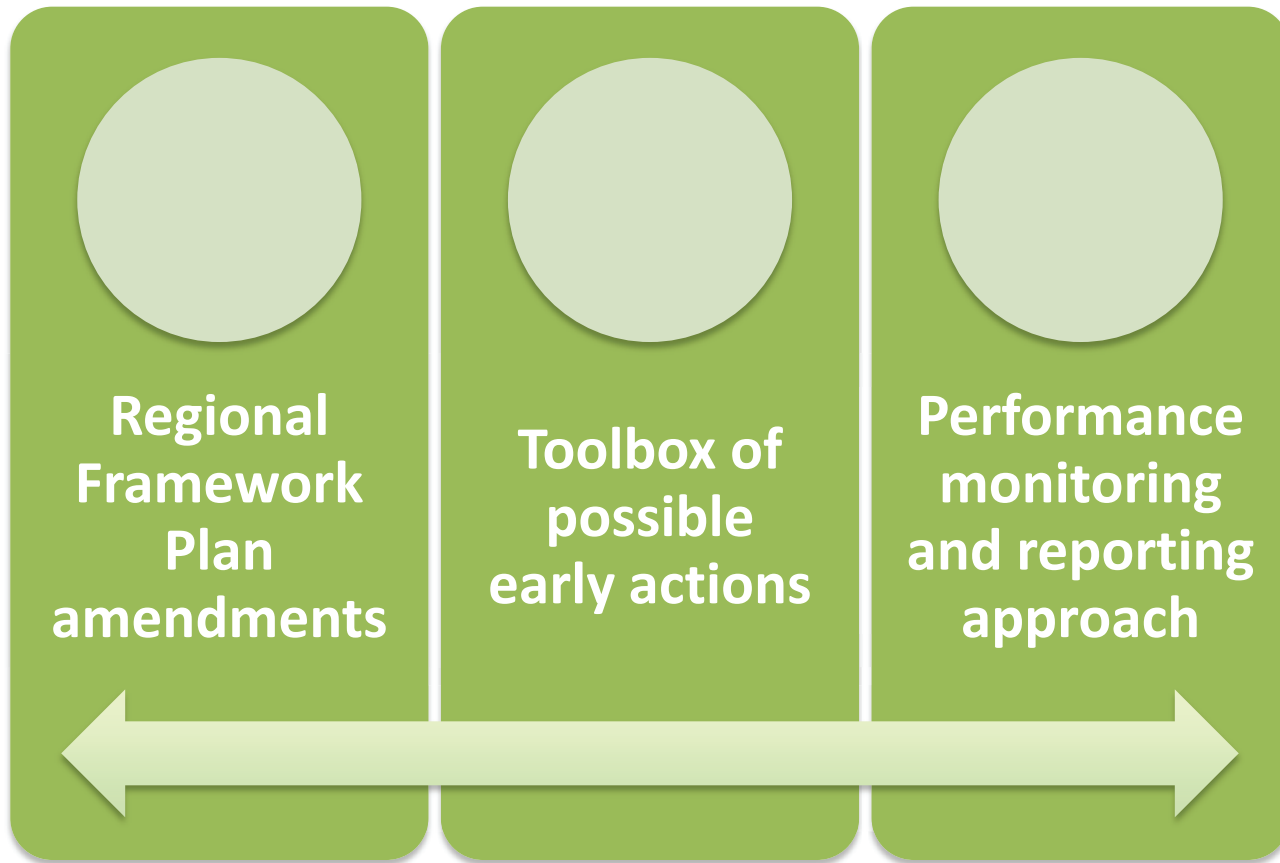 Regional
Framework
Plan
amendments
Toolbox of
possible
early actions
Performance
monitoring
and reporting
approach